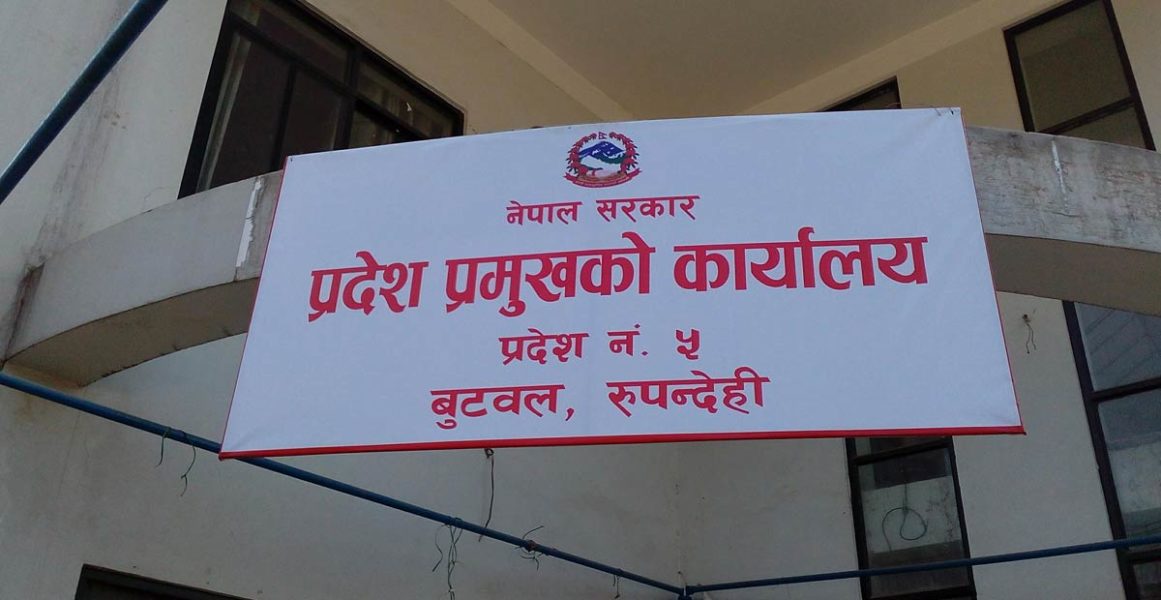 नेपाल सरकार
प्रदेश प्रमुखको कार्यालय
प्रदेश नं. ५
बुटवल, रुपन्देही